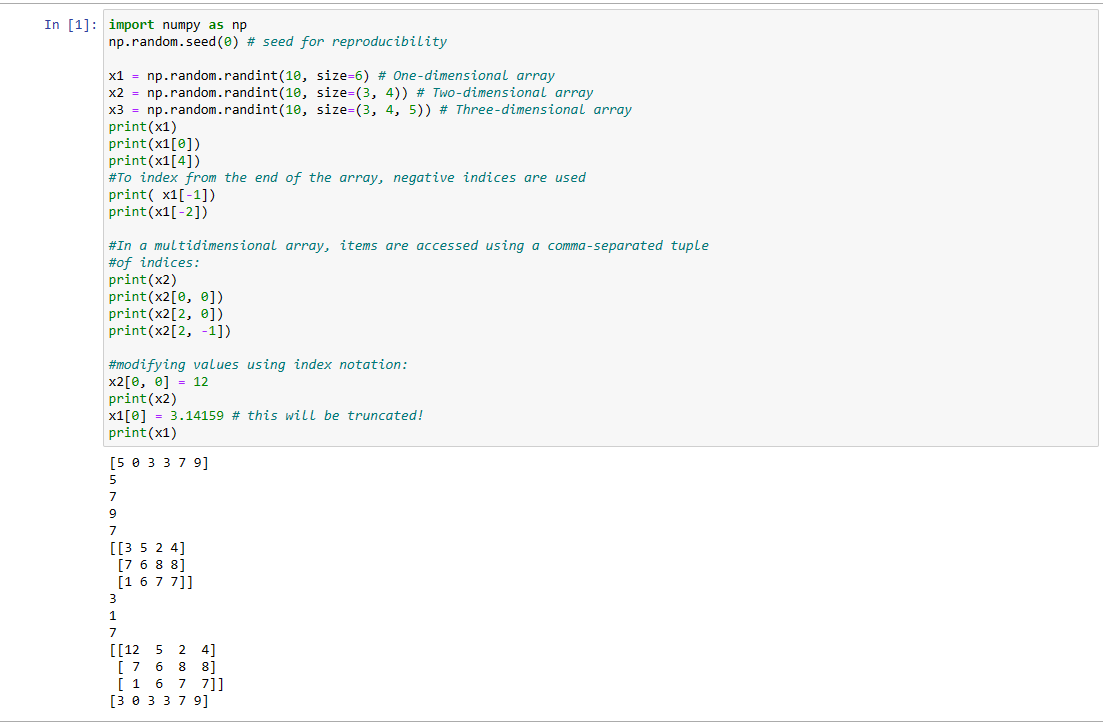 In [1]: import numpy as np
np.random.seed(0) # seed for reproducibility

x1 = np.random.randint(10, size=6) # One-dimensional array
x2 = np.random.randint(10, size=(3, 4)) # Two-dimensional array
x3 = np.random.randint(10, size=(3, 4, 5)) # Three-dimensional array
print(x1)
print(x1[0])
print(x1[4])
#To index from the end of the array, negative indices are used
print( x1[-1])
print(x1[-2])

#In a multidimensional array, items are accessed using a comma-separated tuple
#of indices:
print(x2)
print(x2[0, 0])
print(x2[2, 0])
print(x2[2, -1])

#modifying values using index notation:
x2[0, 0] = 12
print(x2)
x1[0] = 3.14159 # this will be truncated!
print(x1)

[5 0 3 3 7 9]
5
7
9
7
[[3 5 2 4]
 [7 6 8 8]
 [1 6 7 7]]
3
1
7
[[12  5  2  4]
 [ 7  6  8  8]
 [ 1  6  7  7]]
[3 0 3 3 7 9]